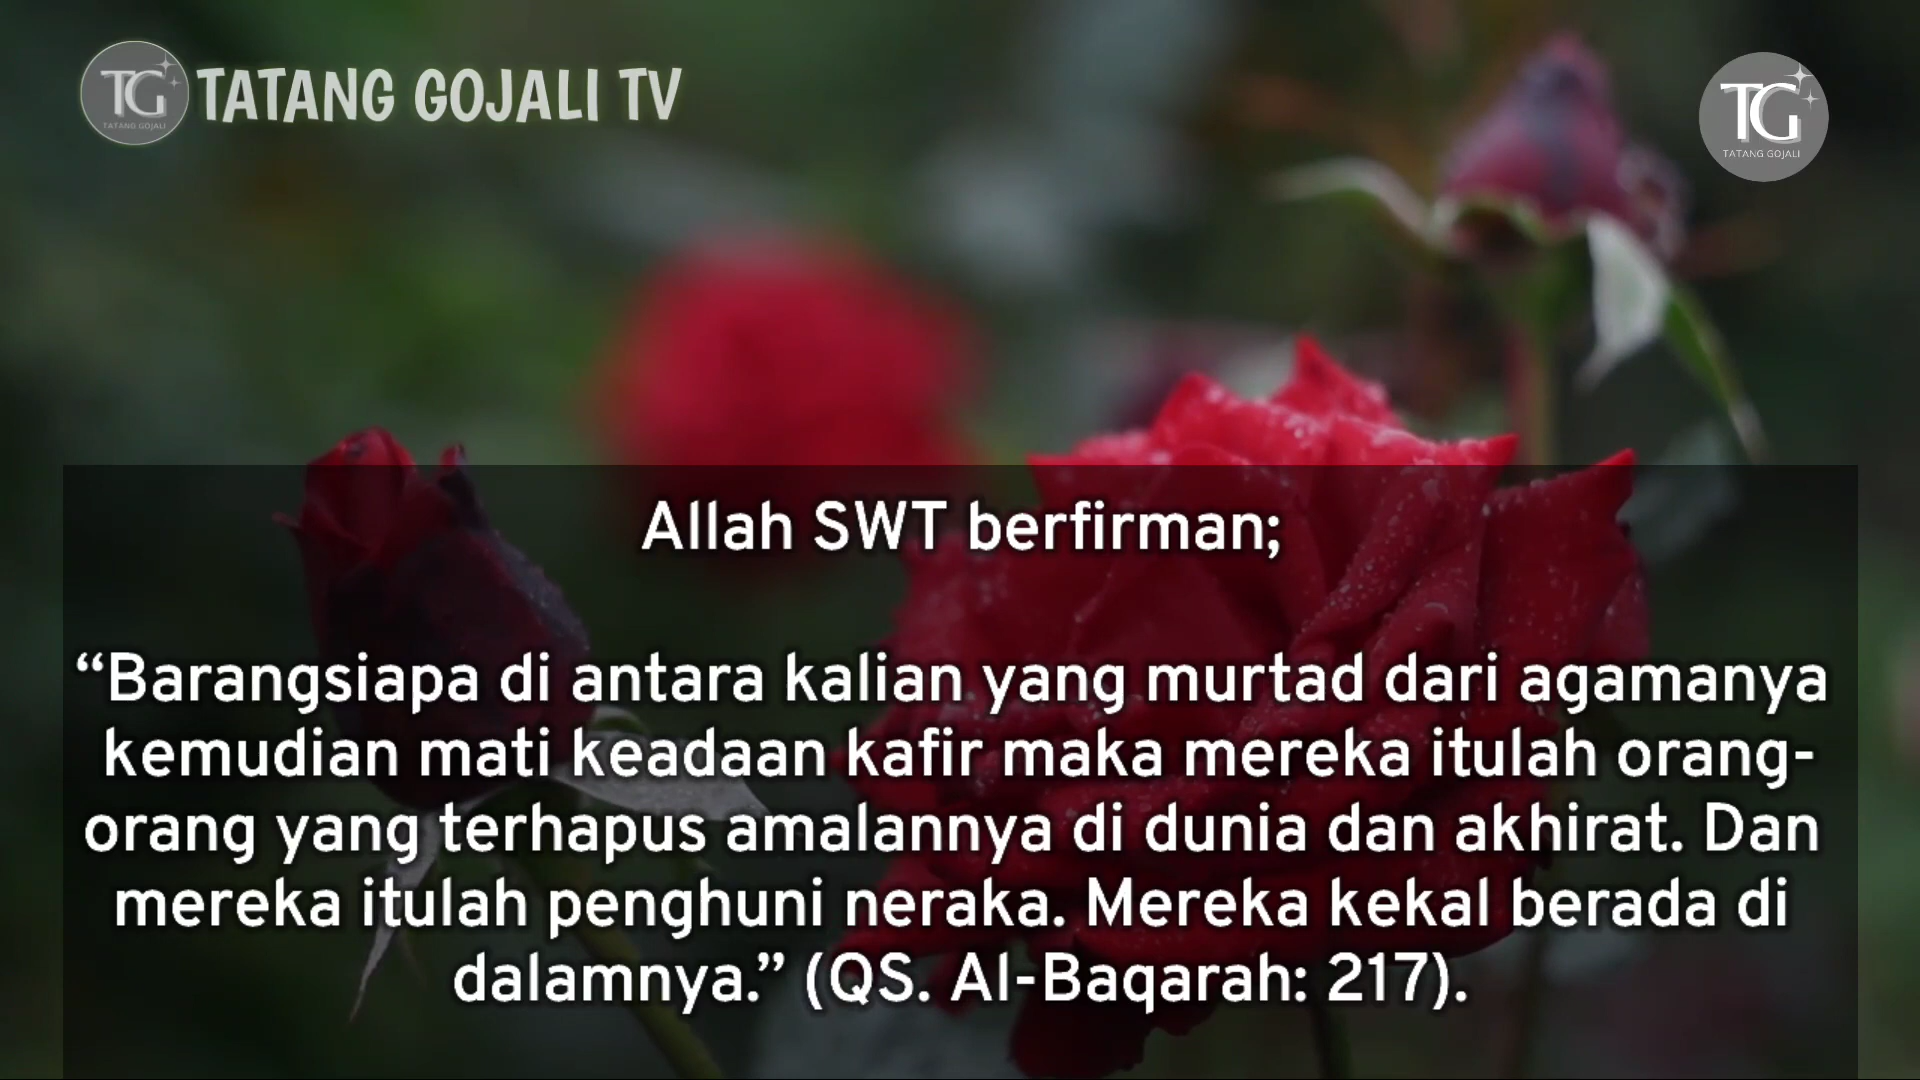 TG
TATANG GOJALI
TATANG GOJALI TV
TG
TATANG GOJALI
Allah SWT berfirman;
“Barangsiapa di antara kalian yang murtad dari agamanya
kemudian mati keadaan kafir maka mereka itulah orang-
orang yang terhapus amalannya di dunia dan akhirat. Dan
mereka itulah penghuni neraka. Mereka kekal berada di
dalamnya.” (QS. Al-Baqarah: 217).